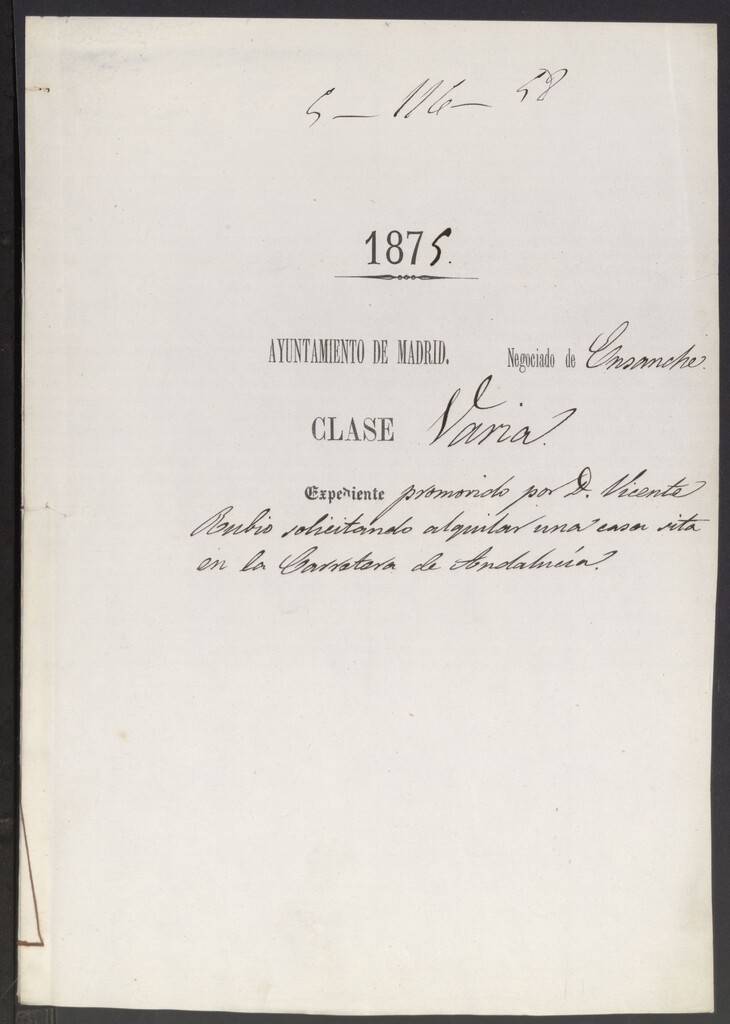 5 — 116 — 58
1875.
AYUNTAMIENTO DE MADRID. Negociado de Ensanche.
CLASE Varia.
Expediente promovido por D. Vicente
Rubio solicitando alquilar una casa sita
en la Carretera de Andalucía.